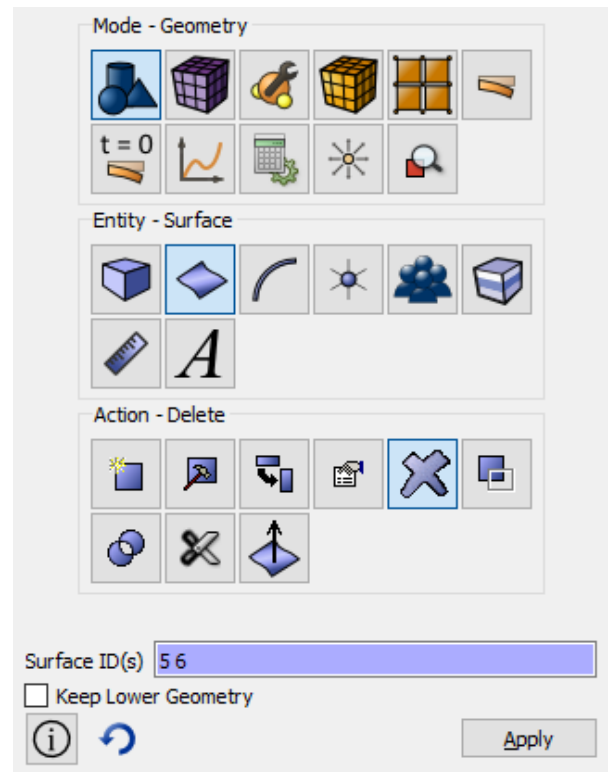 Mode - Geometry
t = 0
Entity - Surface
A
Action - Delete
Surface ID(s) 5 6
Keep Lower Geometry
i
Apply